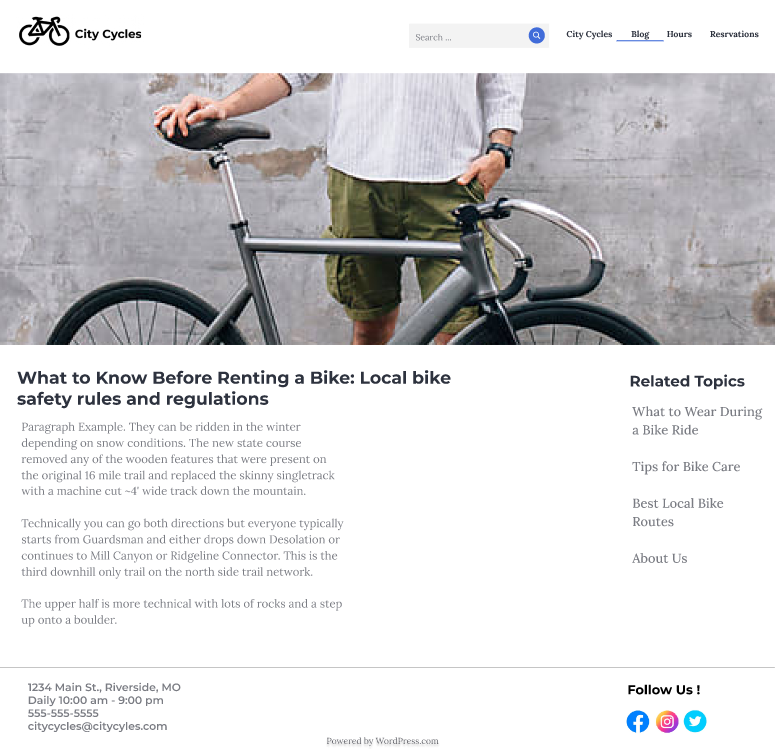 City Cycles
Search ...
City Cycles
Blog
Hours
Resrvations
What to Know Before Renting a Bike: Local bike
safety rules and regulations
Paragraph Example. They can be ridden in the winter
depending on snow conditions. The new state course
removed any of the wooden features that were present on
the original 16 mile trail and replaced the skinny singletrack
with a machine cut ~4' wide track down the mountain.
Technically you can go both directions but everyone typically
starts from Guardsman and either drops down Desolation or
continues to Mill Canyon or Ridgeline Connector. This is the
third downhill only trail on the north side trail network.
The upper half is more technical with lots of rocks and a step
up onto a boulder.
Related Topics
What to Wear During
a Bike Ride
Tips for Bike Care
Best Local Bike
Routes
About Us
1234 Main St., Riverside, MO
Daily 10:00 am - 9:00 pm
555-555-5555
citycycles@citycyles.com
Follow Us !
Powered by WordPress.com